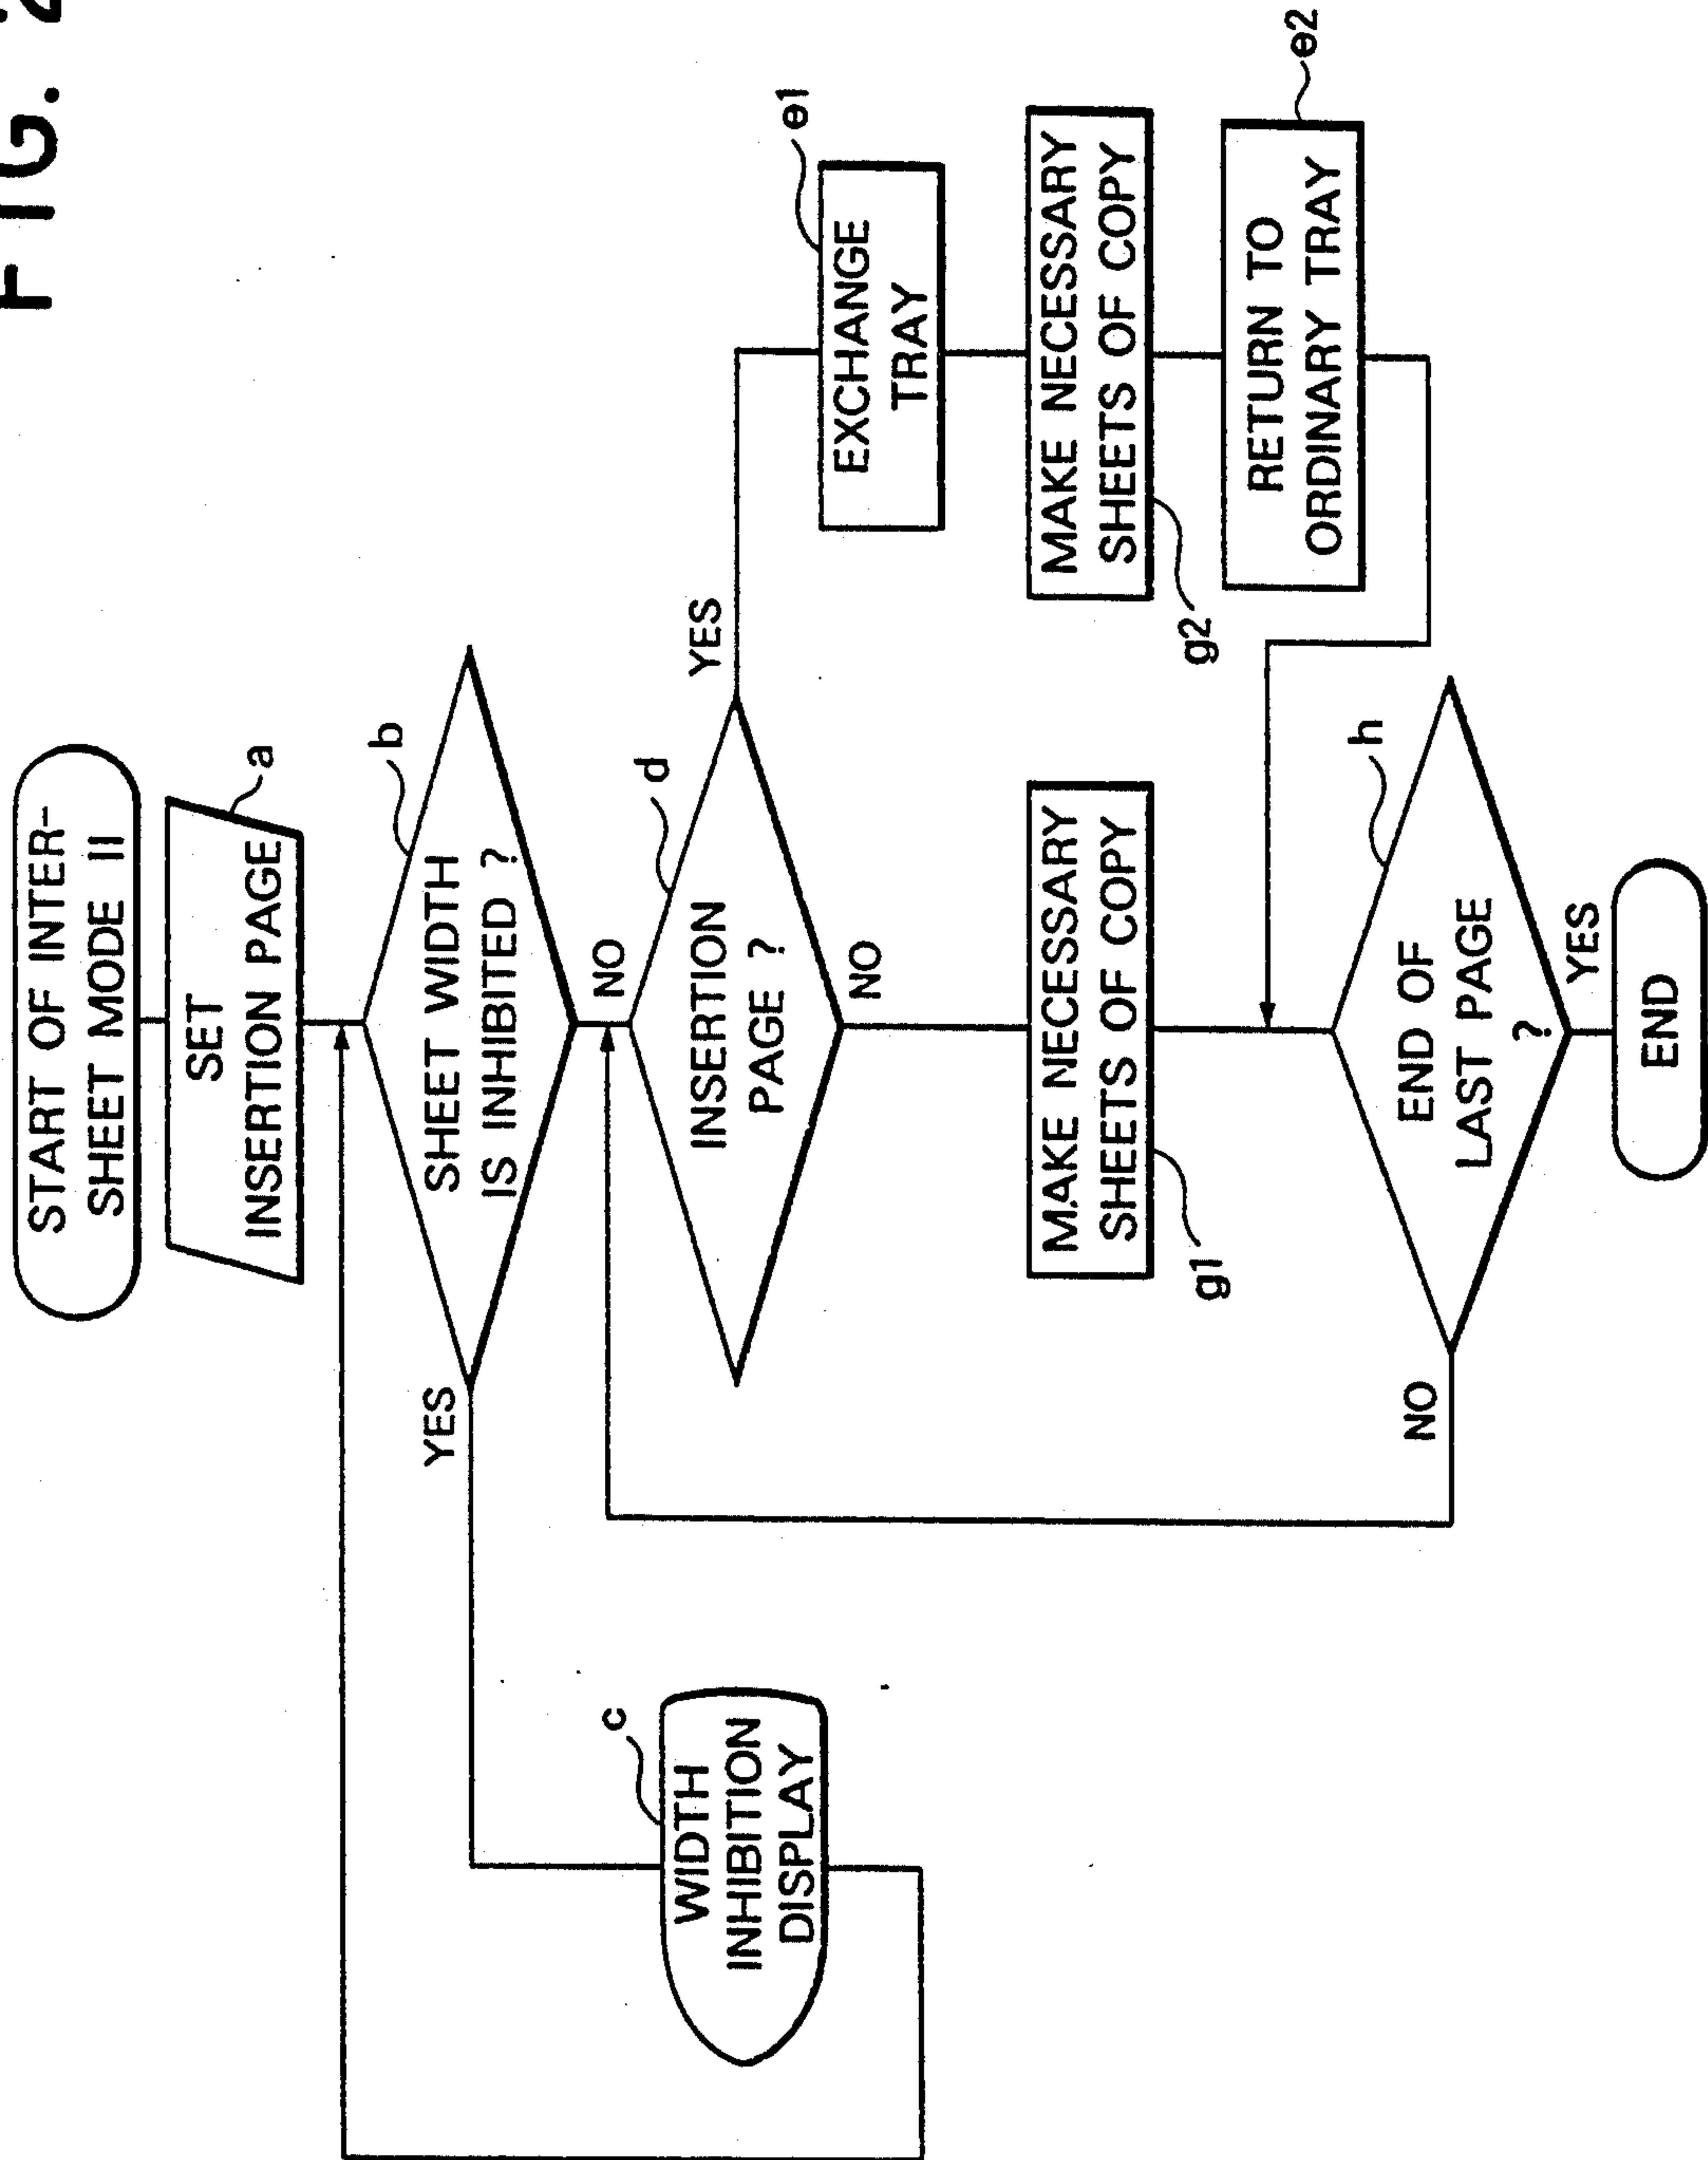 FIG. 2
START OF INTER-
SHEET MODE II
SET
INSERTION PAGE
a
b
SHEET WIDTH
IS INHIBITED ?
YES
NO
c
WIDTH
INHIBITION
DISPLAY
d
INSERTION
PAGE ?
YES
NO
e1
EXCHANGE
TRAY
MAKE NECESSARY
SHEETS OF COPY
g1
MAKE NECESSARY
SHEETS OF COPY
g2
RETURN TO
ORDINARY TRAY
e2
h
END OF
LAST PAGE
?
NO
YES
END